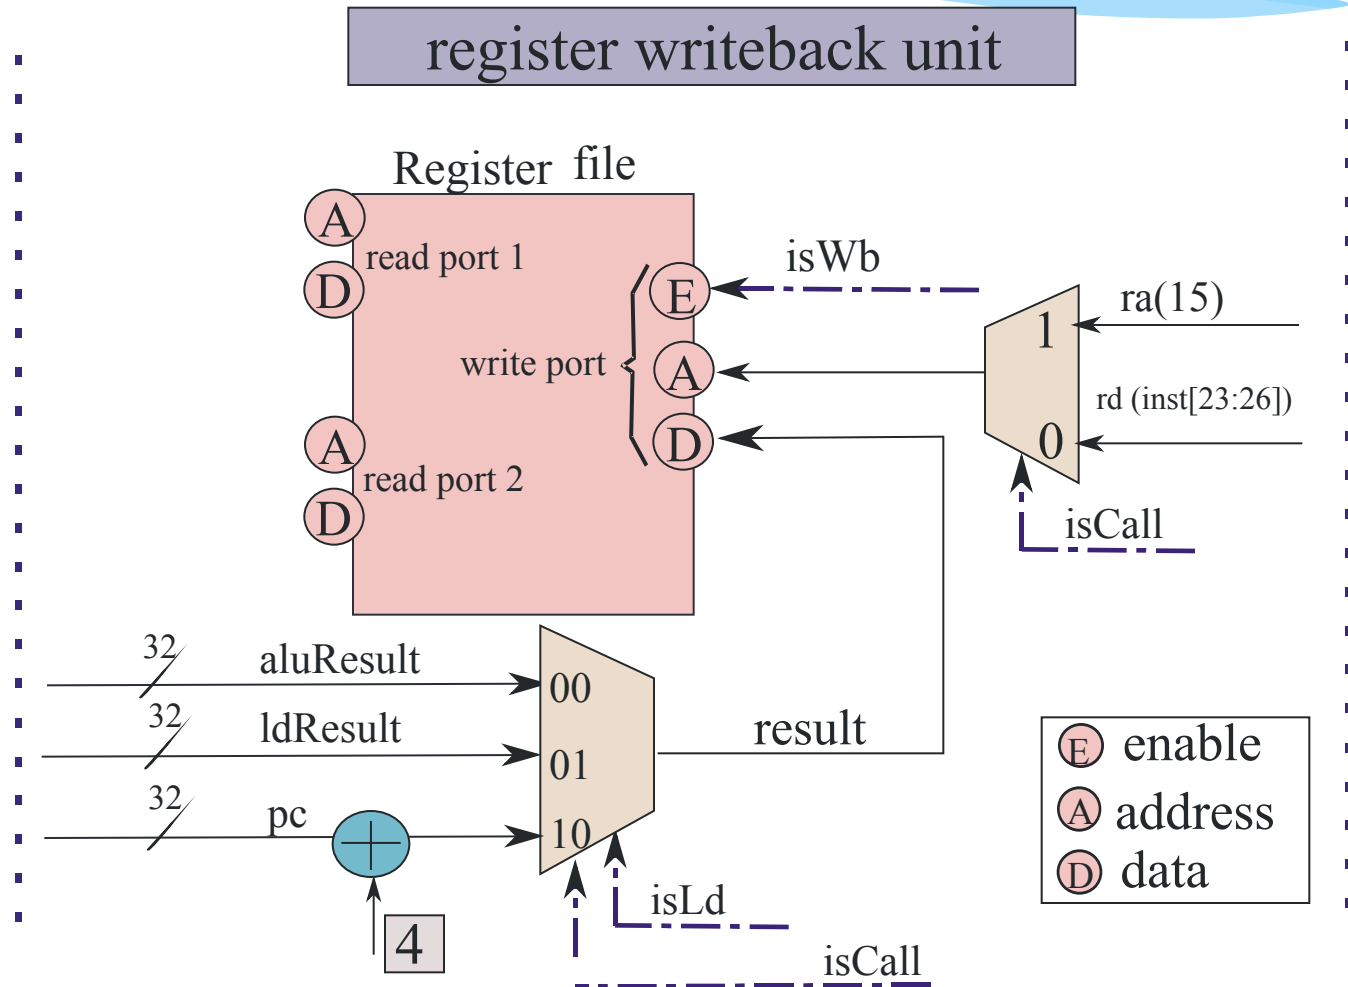 register writeback unit
Register file
A
read port 1
D
E
isWb
write port
A
D
1
ra(15)
rd (inst[23:26])
0
isCall
A
read port 2
D
32
aluResult
00
32
ldResult
01
32
pc
10
4
result
isLd
isCall
E enable
A address
D data